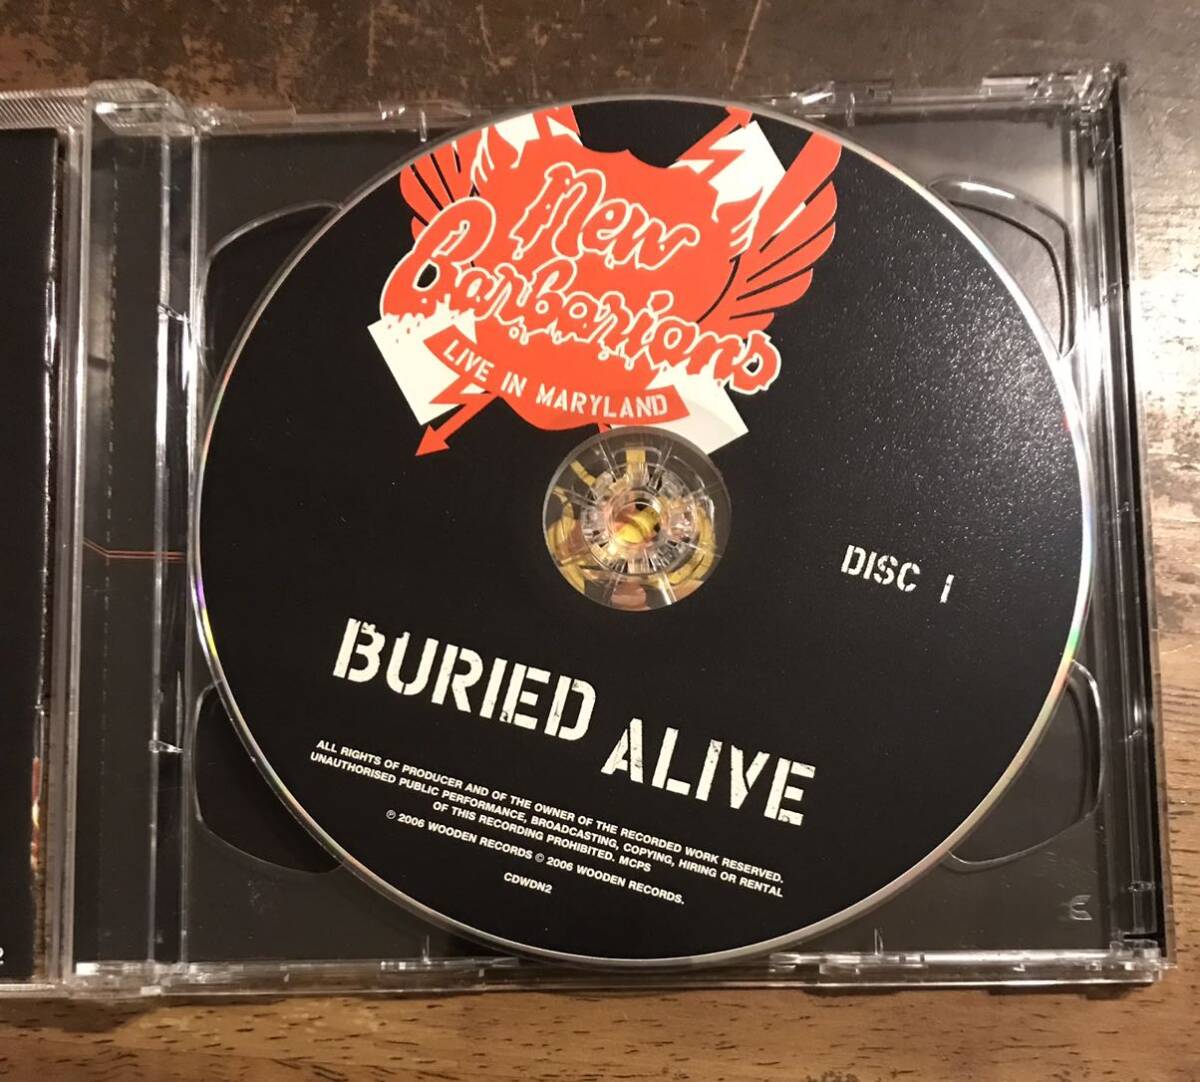 New
Barbarians
LIVE IN MARYLAND
DISC 1
BURIED ALIVE
ALL RIGHTS OF PRODUCER AND OF THE OWNER OF THE RECORDED WORK RESERVED.
UNAUTHORISED PUBLIC PERFORMANCE, BROADCASTING, COPYING, HIRING OR RENTAL
OF THIS RECORDING PROHIBITED. MCPS
℗ 2006 WOODEN RECORDS © 2006 WOODEN RECORDS.
CDWDN2
2